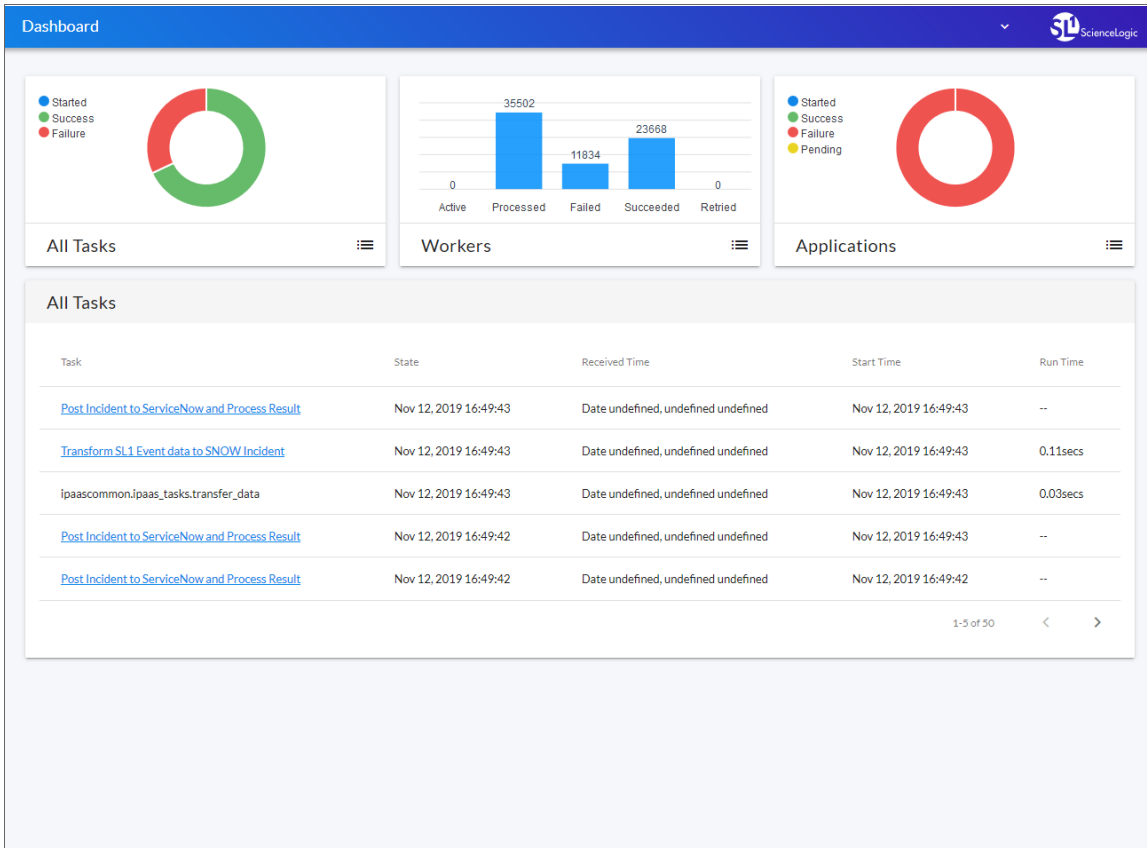 Dashboard
SL1 ScienceLogic
Started
Success
Failure
All Tasks
35502
23668
11834
0
0
Active Processed Failed Succeeded Retried
Workers
Started
Success
Failure
Pending
Applications
All Tasks
Task State Received Time Start Time Run Time
Post Incident to ServiceNow and Process Result Nov 12, 2019 16:49:43 Date undefined, undefined undefined Nov 12, 2019 16:49:43 --
Transform SL1 Event data to SNOW Incident Nov 12, 2019 16:49:43 Date undefined, undefined undefined Nov 12, 2019 16:49:43 0.11secs
ipaascommon.ipaas_tasks.transfer_data Nov 12, 2019 16:49:43 Date undefined, undefined undefined Nov 12, 2019 16:49:43 0.03secs
Post Incident to ServiceNow and Process Result Nov 12, 2019 16:49:42 Date undefined, undefined undefined Nov 12, 2019 16:49:43 --
Post Incident to ServiceNow and Process Result Nov 12, 2019 16:49:42 Date undefined, undefined undefined Nov 12, 2019 16:49:42 --
1-5 of 50